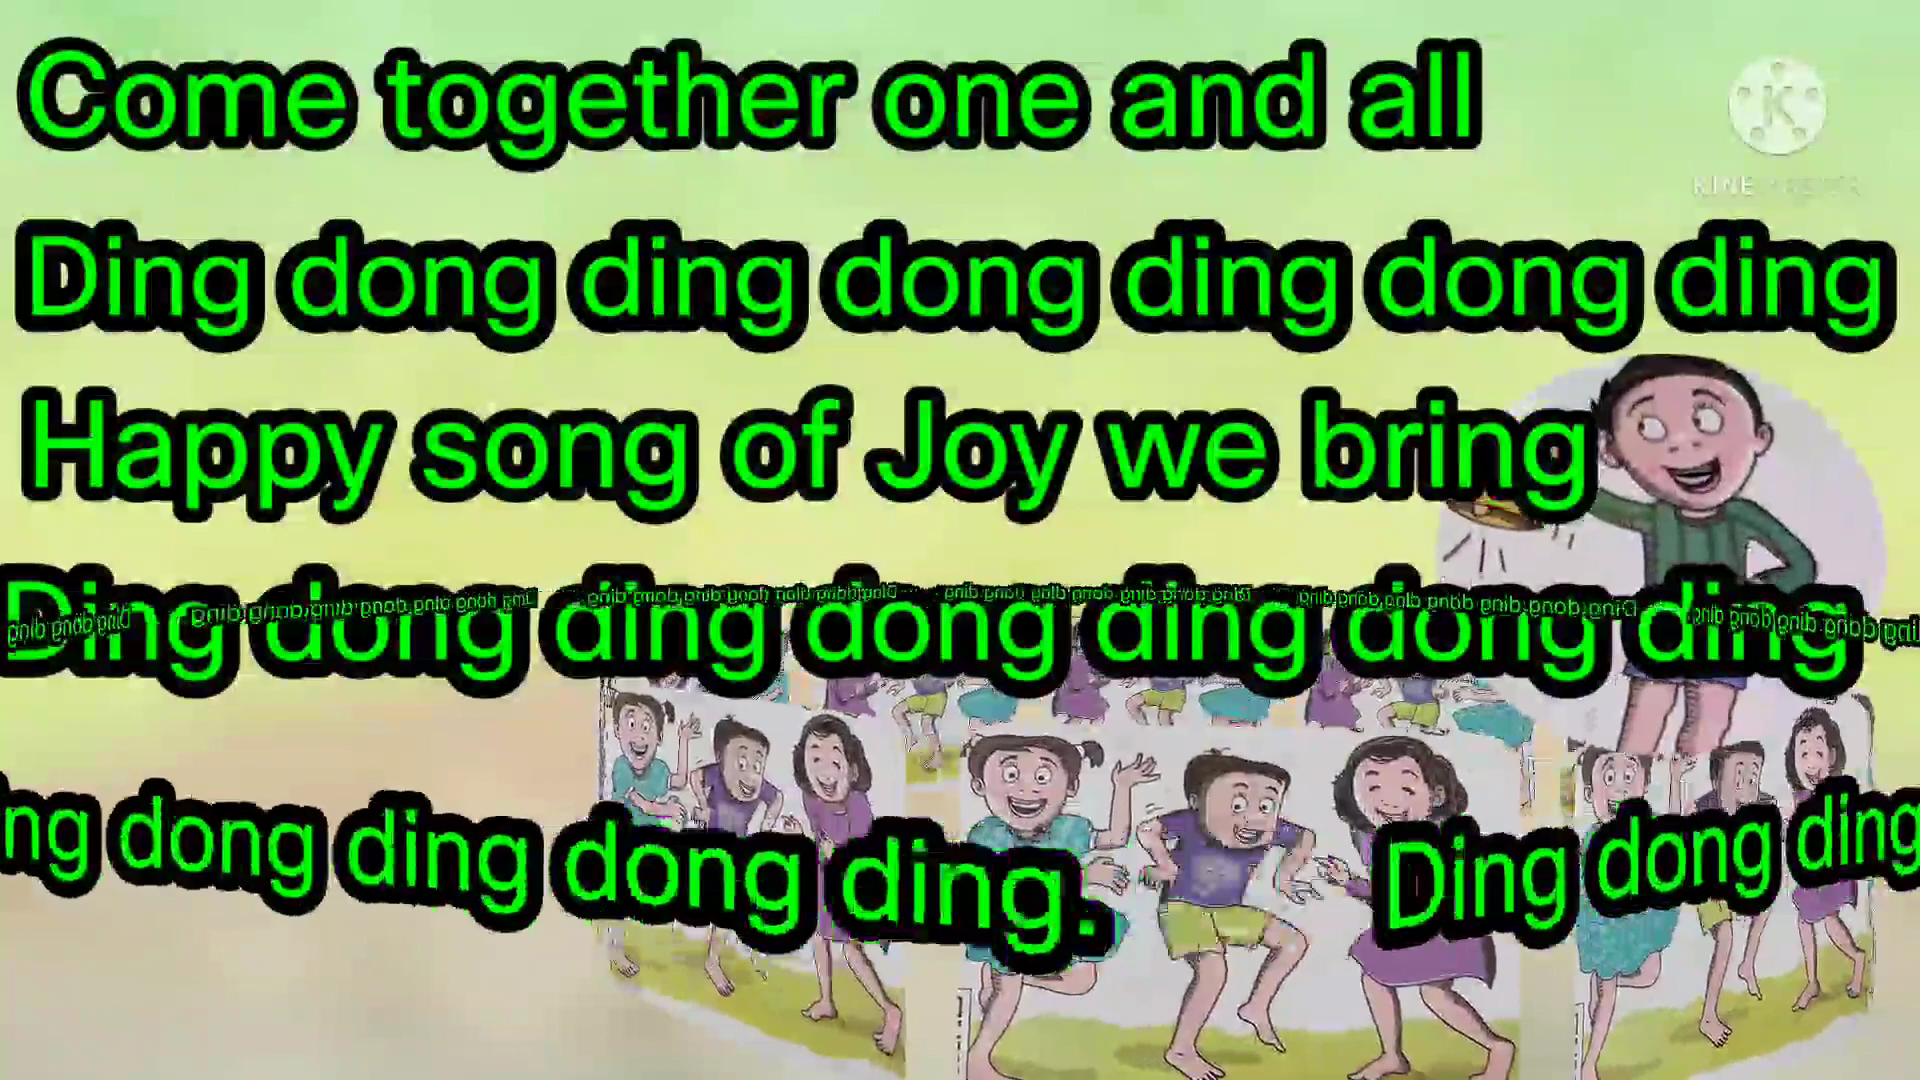 Come together one and all
KINEMASTER
Ding dong ding dong ding dong ding
Happy song of Joy we bring
Ding dong ding dong ding dong ding
ng dong ding dong ding.
Ding dong ding